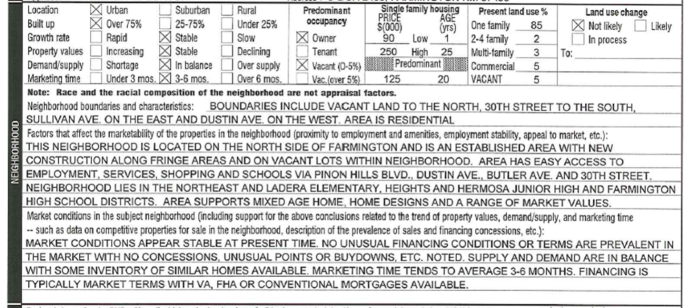 Location ☒ Urban ☐ Suburban ☐ Rural Predominant occupancy Single family housing Present land use % Land use change
Built up ☒ Over 75% ☐ 25-75% ☐ Under 25% PRICE $(000) AGE (yrs) One family 85 ☒ Not likely ☐ Likely
Growth rate ☐ Rapid ☒ Stable ☐ Slow ☒ Owner 90 Low 1 2-4 family 2 ☐ In process
Property values ☐ Increasing ☒ Stable ☐ Declining ☐ Tenant 250 High 25 Multi-family 3 To:
Demand/supply ☐ Shortage ☒ In balance ☐ Over supply ☒ Vacant (0-5%) Predominant Commercial 5
Marketing time ☐ Under 3 mos. ☒ 3-6 mos. ☐ Over 6 mos. ☐ Vac.(over 5%) 125 20 VACANT 5
Note: Race and the racial composition of the neighborhood are not appraisal factors.
Neighborhood boundaries and characteristics: BOUNDARIES INCLUDE VACANT LAND TO THE NORTH, 30TH STREET TO THE SOUTH,
SULLIVAN AVE. ON THE EAST AND DUSTIN AVE. ON THE WEST. AREA IS RESIDENTIAL
Factors that affect the marketability of the properties in the neighborhood (proximity to employment and amenities, employment stability, appeal to market, etc.):
THIS NEIGHBORHOOD IS LOCATED ON THE NORTH SIDE OF FARMINGTON AND IS AN ESTABLISHED AREA WITH NEW
CONSTRUCTION ALONG FRINGE AREAS AND ON VACANT LOTS WITHIN NEIGHBORHOOD. AREA HAS EASY ACCESS TO
EMPLOYMENT, SERVICES, SHOPPING AND SCHOOLS VIA PINON HILLS BLVD., DUSTIN AVE., BUTLER AVE. AND 30TH STREET.
NEIGHBORHOOD LIES IN THE NORTHEAST AND LADERA ELEMENTARY, HEIGHTS AND HERMOSA JUNIOR HIGH AND FARMINGTON
HIGH SCHOOL DISTRICTS. AREA SUPPORTS MIXED AGE HOME, HOME DESIGNS AND A RANGE OF MARKET VALUES.
Market conditions in the subject neighborhood (including support for the above conclusions related to the trend of property values, demand/supply, and marketing time
-- such as data on competitive properties for sale in the neighborhood, description of the prevalence of sales and financing concessions, etc.):
MARKET CONDITIONS APPEAR STABLE AT PRESENT TIME. NO UNUSUAL FINANCING CONDITIONS OR TERMS ARE PREVALENT IN
THE MARKET WITH NO CONCESSIONS, UNUSUAL POINTS OR BUYDOWNS, ETC. NOTED. SUPPLY AND DEMAND ARE IN BALANCE
WITH SOME INVENTORY OF SIMILAR HOMES AVAILABLE. MARKETING TIME TENDS TO AVERAGE 3-6 MONTHS. FINANCING IS
TYPICALLY MARKET TERMS WITH VA, FHA OR CONVENTIONAL MORTGAGES AVAILABLE.
NEIGHBORHOOD